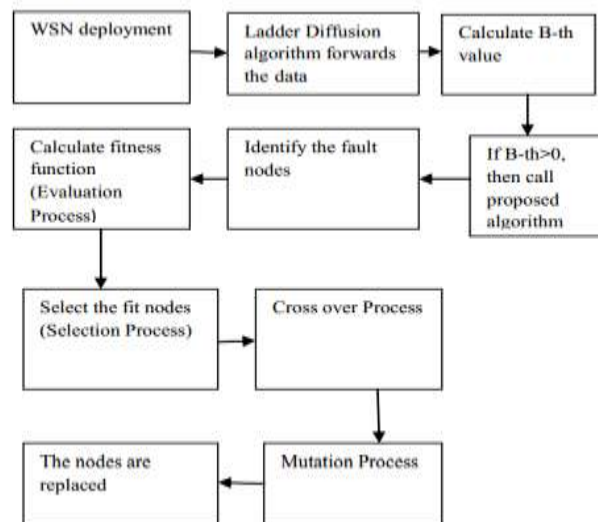 WSN deployment
Ladder Diffusion
algorithm forwards
the data
Calculate B-th
value
If B-th>0,
then call
proposed
algorithm
Identify the fault
nodes
Calculate fitness
function
(Evaluation
Process)
Select the fit nodes
(Selection Process)
Cross over Process
Mutation Process
The nodes are
replaced